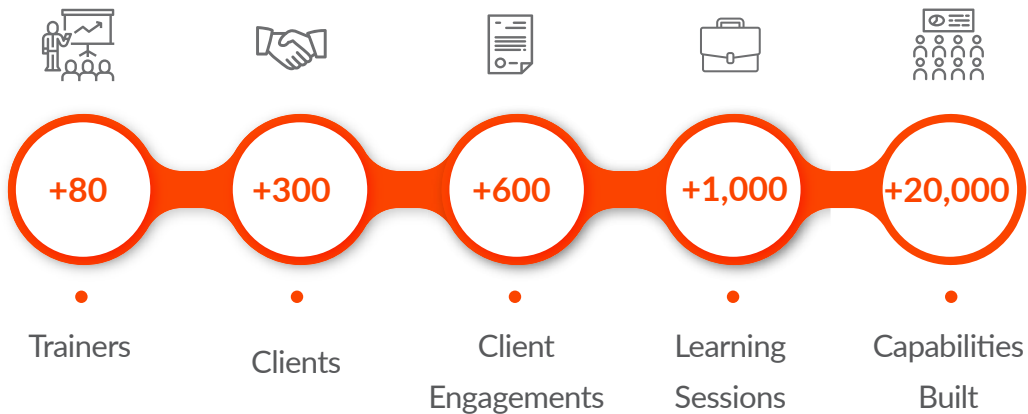 +80
+300
+600
+1,000
+20,000
Trainers
Clients
Client
Engagements
Learning
Sessions
Capabilities
Built